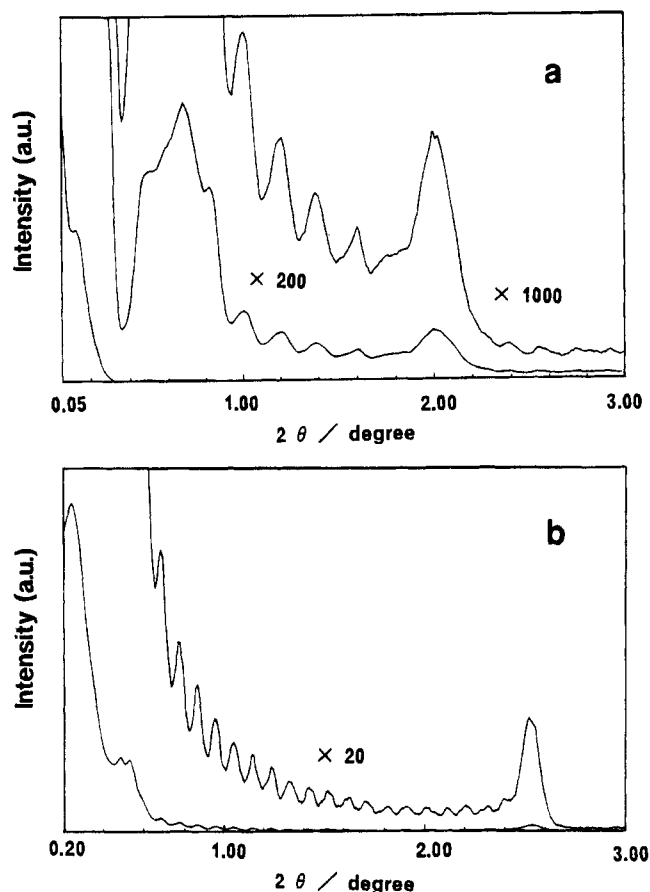 a
Intensity (a.u.)
× 200
× 1000
0.05 1.00 2.00 3.00
2 θ / degree
b
Intensity (a.u.)
× 20
0.20 1.00 2.00 3.00
2 θ / degree